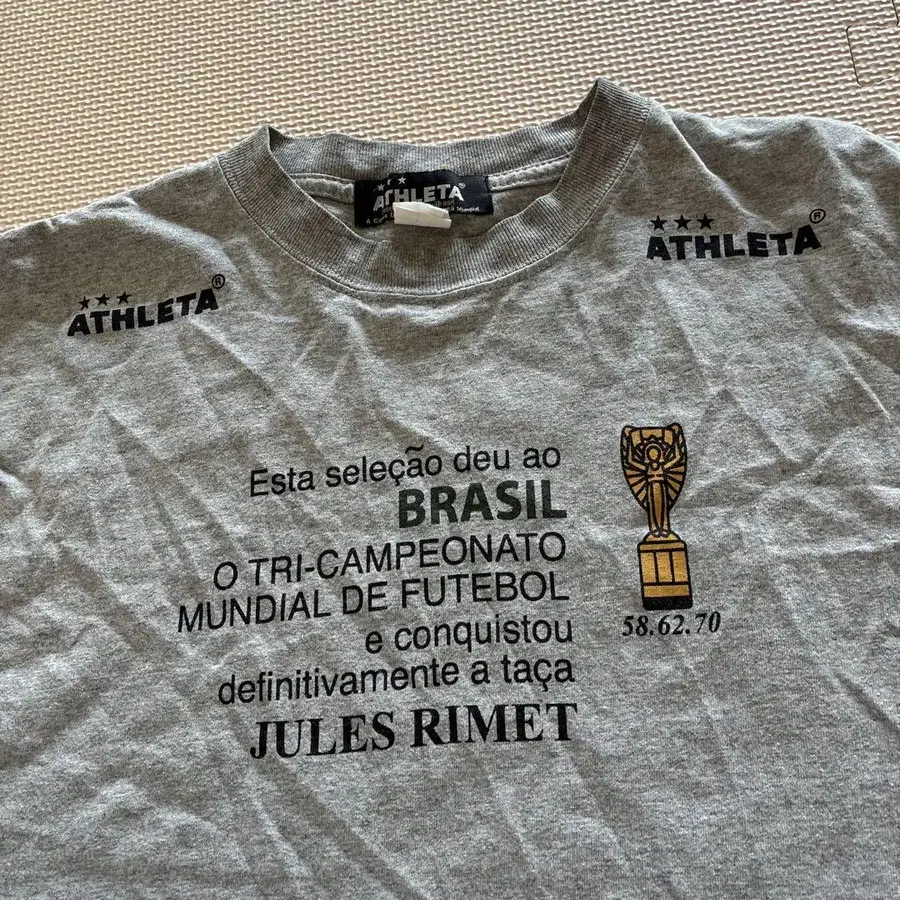 ATHLETA
ATHLETA®
ATHLETA®
Esta seleção deu ao
BRASIL
O TRI-CAMPEONATO
MUNDIAL DE FUTEBOL
e conquistou
definitivamente a taça
JULES RIMET
58.62.70